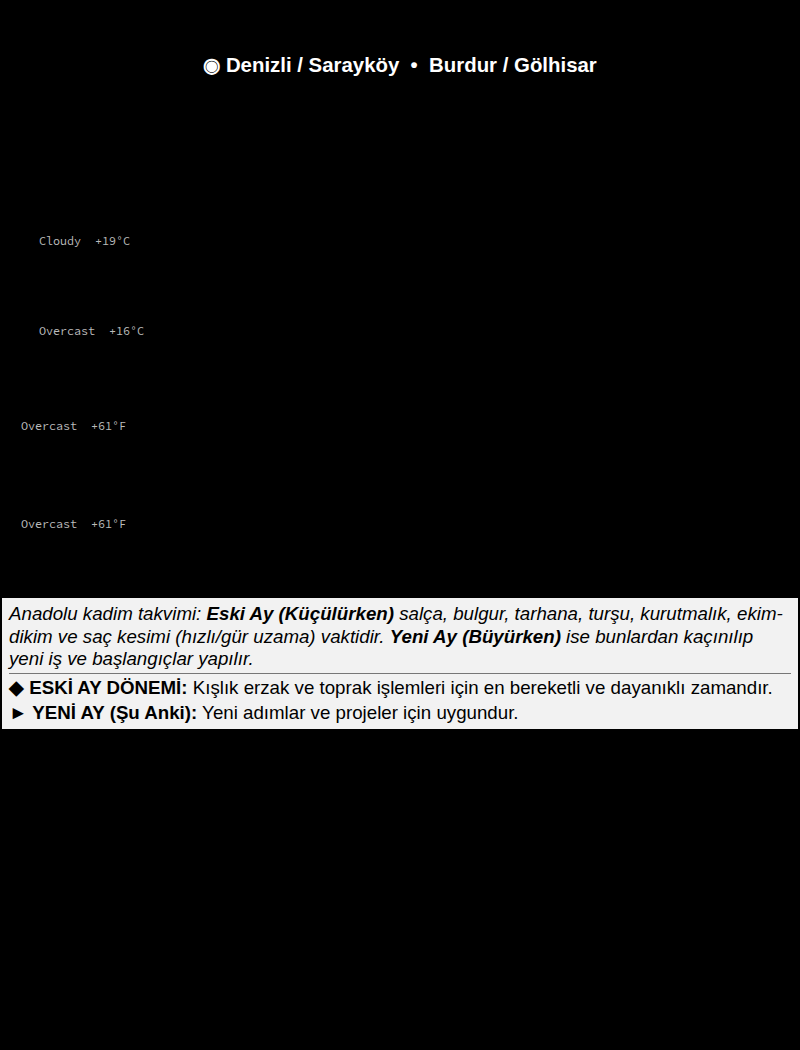 ◉ Denizli / Sarayköy • Burdur / Gölhisar
Cloudy +19°C
Overcast +16°C
Overcast +61°F
Overcast +61°F
Anadolu kadim takvimi: Eski Ay (Küçülürken) salça, bulgur, tarhana, turşu, kurutmalık, ekim-
dikim ve saç kesimi (hızlı/gür uzama) vaktidir. Yeni Ay (Büyürken) ise bunlardan kaçınılıp
yeni iş ve başlangıçlar yapılır.
◆ ESKİ AY DÖNEMİ: Kışlık erzak ve toprak işlemleri için en bereketli ve dayanıklı zamandır.
► YENİ AY (Şu Anki): Yeni adımlar ve projeler için uygundur.